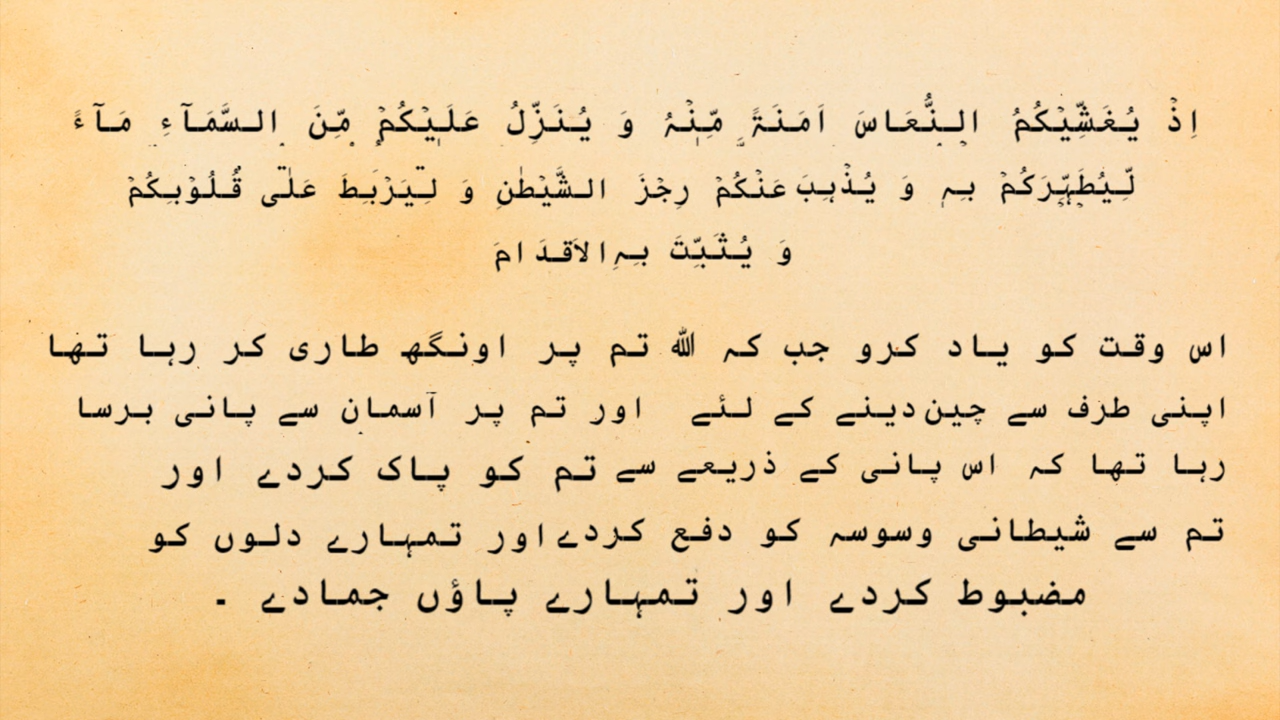 اِذْ یُغَشِّیْكُمُ النُّعَاسَ اَمَنَةً مِّنْهُ وَ یُنَزِّلُ عَلَیْكُمْ مِّنَ السَّمَآءِ مَآءً
لِّیُطَهِّرَكُمْ بِهٖ وَ یُذْهِبَ عَنْكُمْ رِجْزَ الشَّیْطٰنِ وَ لِیَرْبِطَ عَلٰى قُلُوْبِكُمْ
وَ یُثَبِّتَ بِهِ الاَقدَامَ
اس وقت کو یاد کرو جب کہ ﷲ تم پر اونگھ طاری کر رہا تھا
اپنی طرف سے چین دینے کے لئے اور تم پر آسمان سے پانی برسا
رہا تھا کہ اس پانی کے ذریعے سے تم کو پاک کردے اور
تم سے شیطانی وسوسہ کو دفع کردے اور تمہارے دلوں کو
مضبوط کردے اور تمہارے پاؤں جمادے ۔